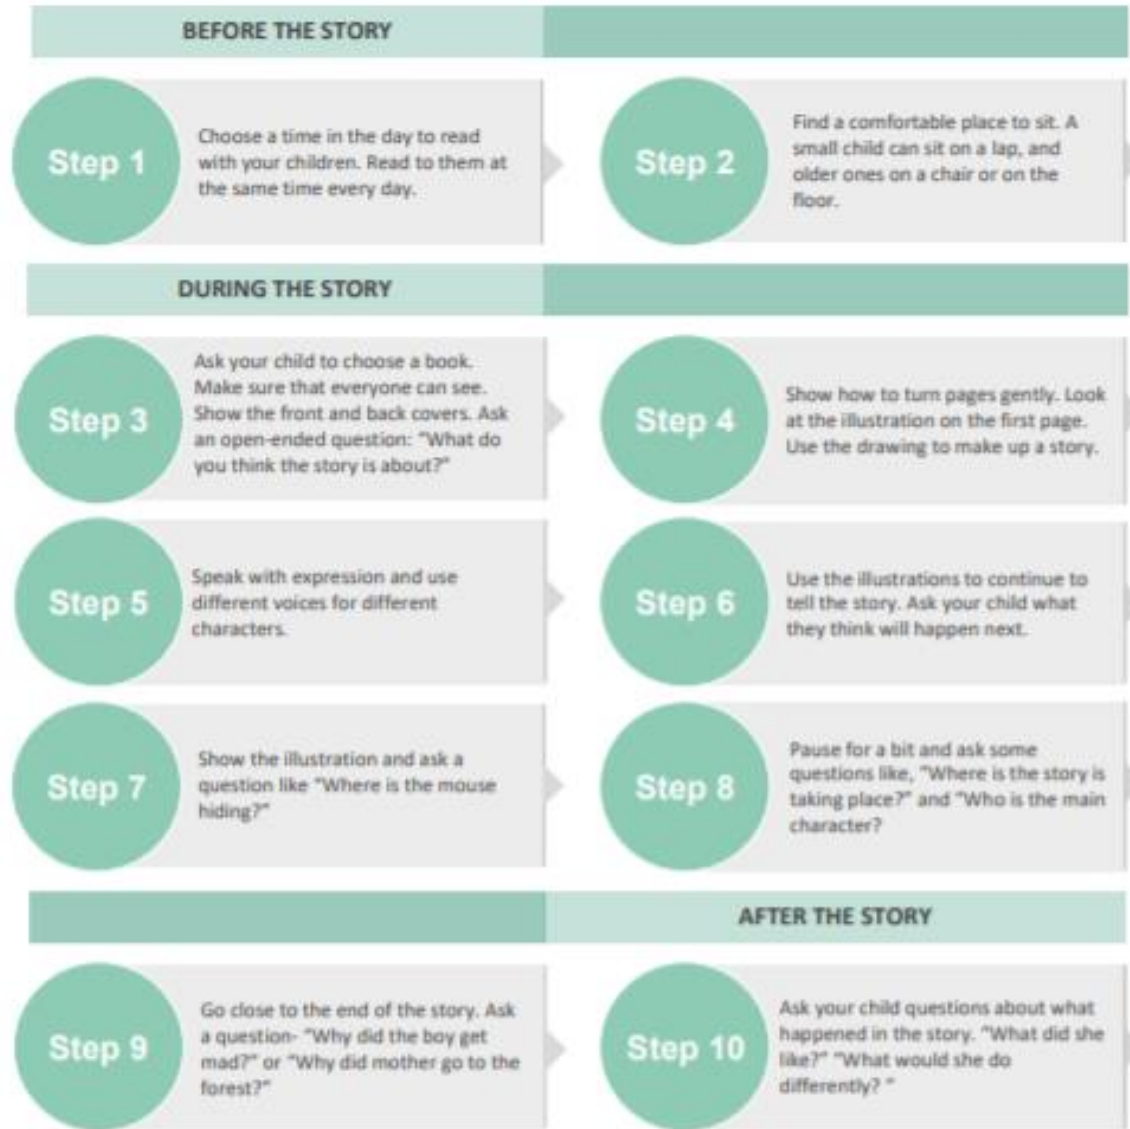 BEFORE THE STORY
Step 1
Choose a time in the day to read
with your children. Read to them at
the same time every day.
Step 2
Find a comfortable place to sit. A
small child can sit on a lap, and
older ones on a chair or on the
floor.
DURING THE STORY
Step 3
Ask your child to choose a book.
Make sure that everyone can see.
Show the front and back covers. Ask
an open-ended question: “What do
you think the story is about?”
Step 4
Show how to turn pages gently. Look
at the illustration on the first page.
Use the drawing to make up a story.
Step 5
Speak with expression and use
different voices for different
characters.
Step 6
Use the illustrations to continue to
tell the story. Ask your child what
they think will happen next.
Step 7
Show the illustration and ask a
question like “Where is the mouse
hiding?”
Step 8
Pause for a bit and ask some
questions like, “Where is the story is
taking place?” and “Who is the main
character?
AFTER THE STORY
Step 9
Go close to the end of the story. Ask
a question- “Why did the boy get
mad?” or “Why did mother go to the
forest?”
Step 10
Ask your child questions about what
happened in the story. “What did she
like?” “What would she do
differently? ”